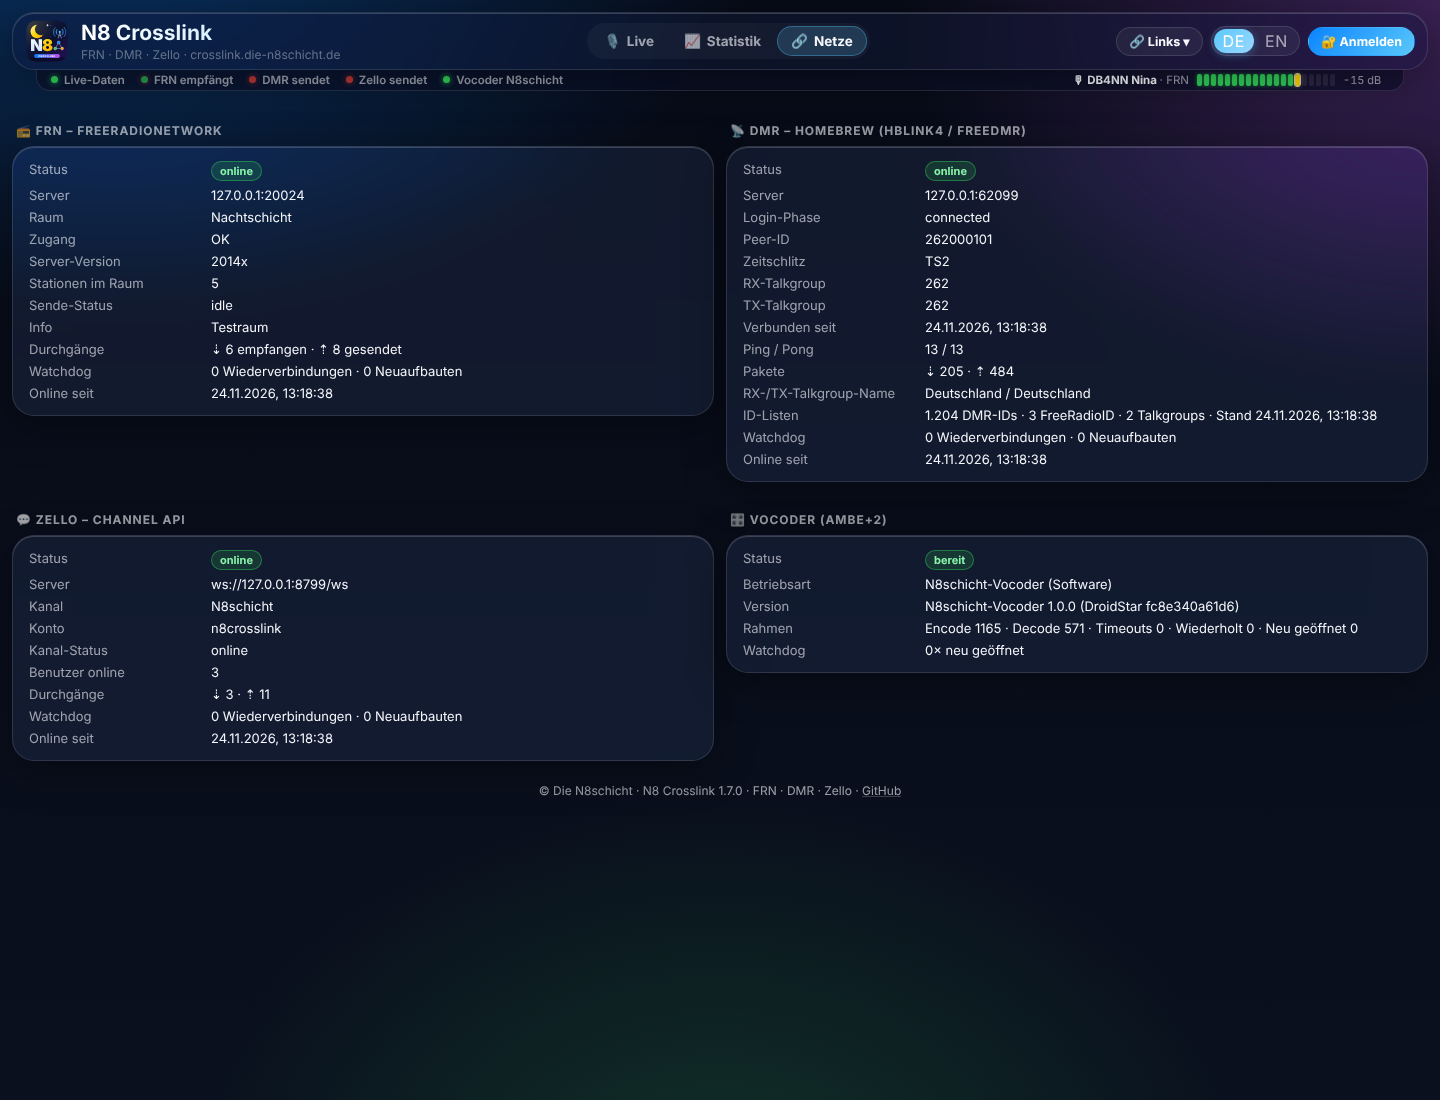 N8 Crosslink
FRN · DMR · Zello · crosslink.die-n8schicht.de
Live
Statistik
Netze
Links ▾
DE
EN
Anmelden
Live-Daten
FRN empfängt
DMR sendet
Zello sendet
Vocoder N8schicht
DB4NN Nina · FRN
-15 dB
FRN – FREERADIONETWORK
Status online
Server 127.0.0.1:20024
Raum Nachtschicht
Zugang OK
Server-Version 2014x
Stationen im Raum 5
Sende-Status idle
Info Testraum
Durchgänge ↓ 6 empfangen · ↑ 8 gesendet
Watchdog 0 Wiederverbindungen · 0 Neuaufbauten
Online seit 24.11.2026, 13:18:38
DMR – HOMEBREW (HBLINK4 / FREEDMR)
Status online
Server 127.0.0.1:62099
Login-Phase connected
Peer-ID 262000101
Zeitschlitz TS2
RX-Talkgroup 262
TX-Talkgroup 262
Verbunden seit 24.11.2026, 13:18:38
Ping / Pong 13 / 13
Pakete ↓ 205 · ↑ 484
RX-/TX-Talkgroup-Name Deutschland / Deutschland
ID-Listen 1.204 DMR-IDs · 3 FreeRadioID · 2 Talkgroups · Stand 24.11.2026, 13:18:38
Watchdog 0 Wiederverbindungen · 0 Neuaufbauten
Online seit 24.11.2026, 13:18:38
ZELLO – CHANNEL API
Status online
Server ws://127.0.0.1:8799/ws
Kanal N8schicht
Konto n8crosslink
Kanal-Status online
Benutzer online 3
Durchgänge ↓ 3 · ↑ 11
Watchdog 0 Wiederverbindungen · 0 Neuaufbauten
Online seit 24.11.2026, 13:18:38
VOCODER (AMBE+2)
Status bereit
Betriebsart N8schicht-Vocoder (Software)
Version N8schicht-Vocoder 1.0.0 (DroidStar fc8e340a61d6)
Rahmen Encode 1165 · Decode 571 · Timeouts 0 · Wiederholt 0 · Neu geöffnet 0
Watchdog 0× neu geöffnet
© Die N8schicht · N8 Crosslink 1.7.0 · FRN · DMR · Zello · GitHub